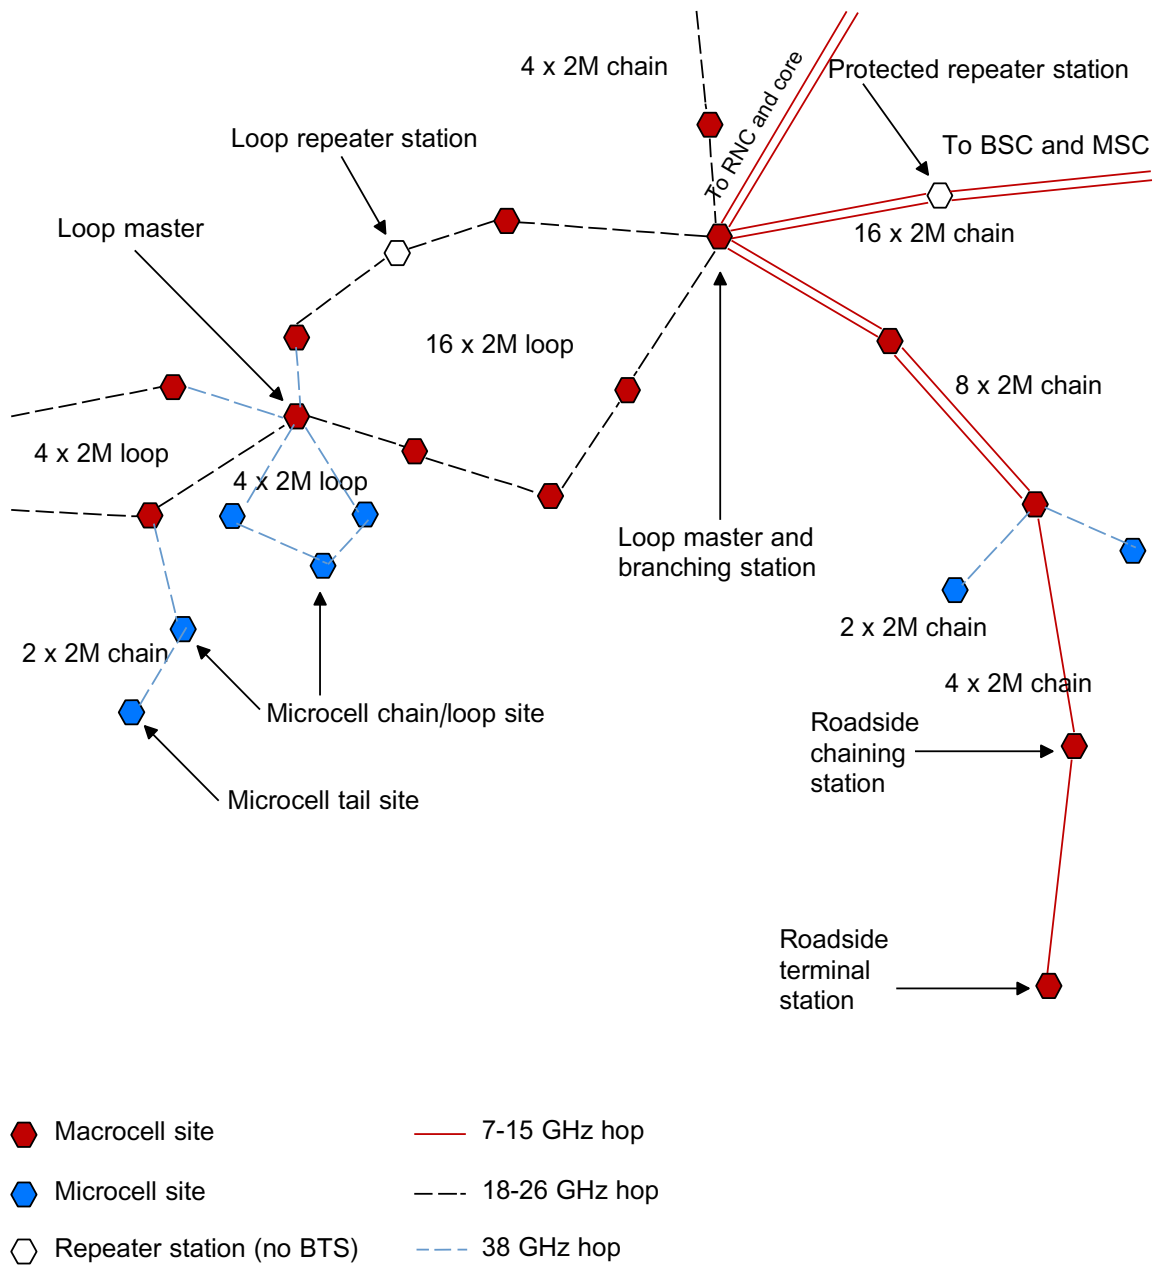 4 x 2M chain
To RNC and core
Protected repeater station
Loop repeater station
To BSC and MSC
Loop master
16 x 2M chain
16 x 2M loop
8 x 2M chain
4 x 2M loop
4 x 2M loop
Loop master and
branching station
2 x 2M chain
2 x 2M chain
4 x 2M chain
Microcell chain/loop site
Roadside
chaining
station
Microcell tail site
Roadside
terminal
station
Macrocell site
7-15 GHz hop
Microcell site
18-26 GHz hop
Repeater station (no BTS)
38 GHz hop